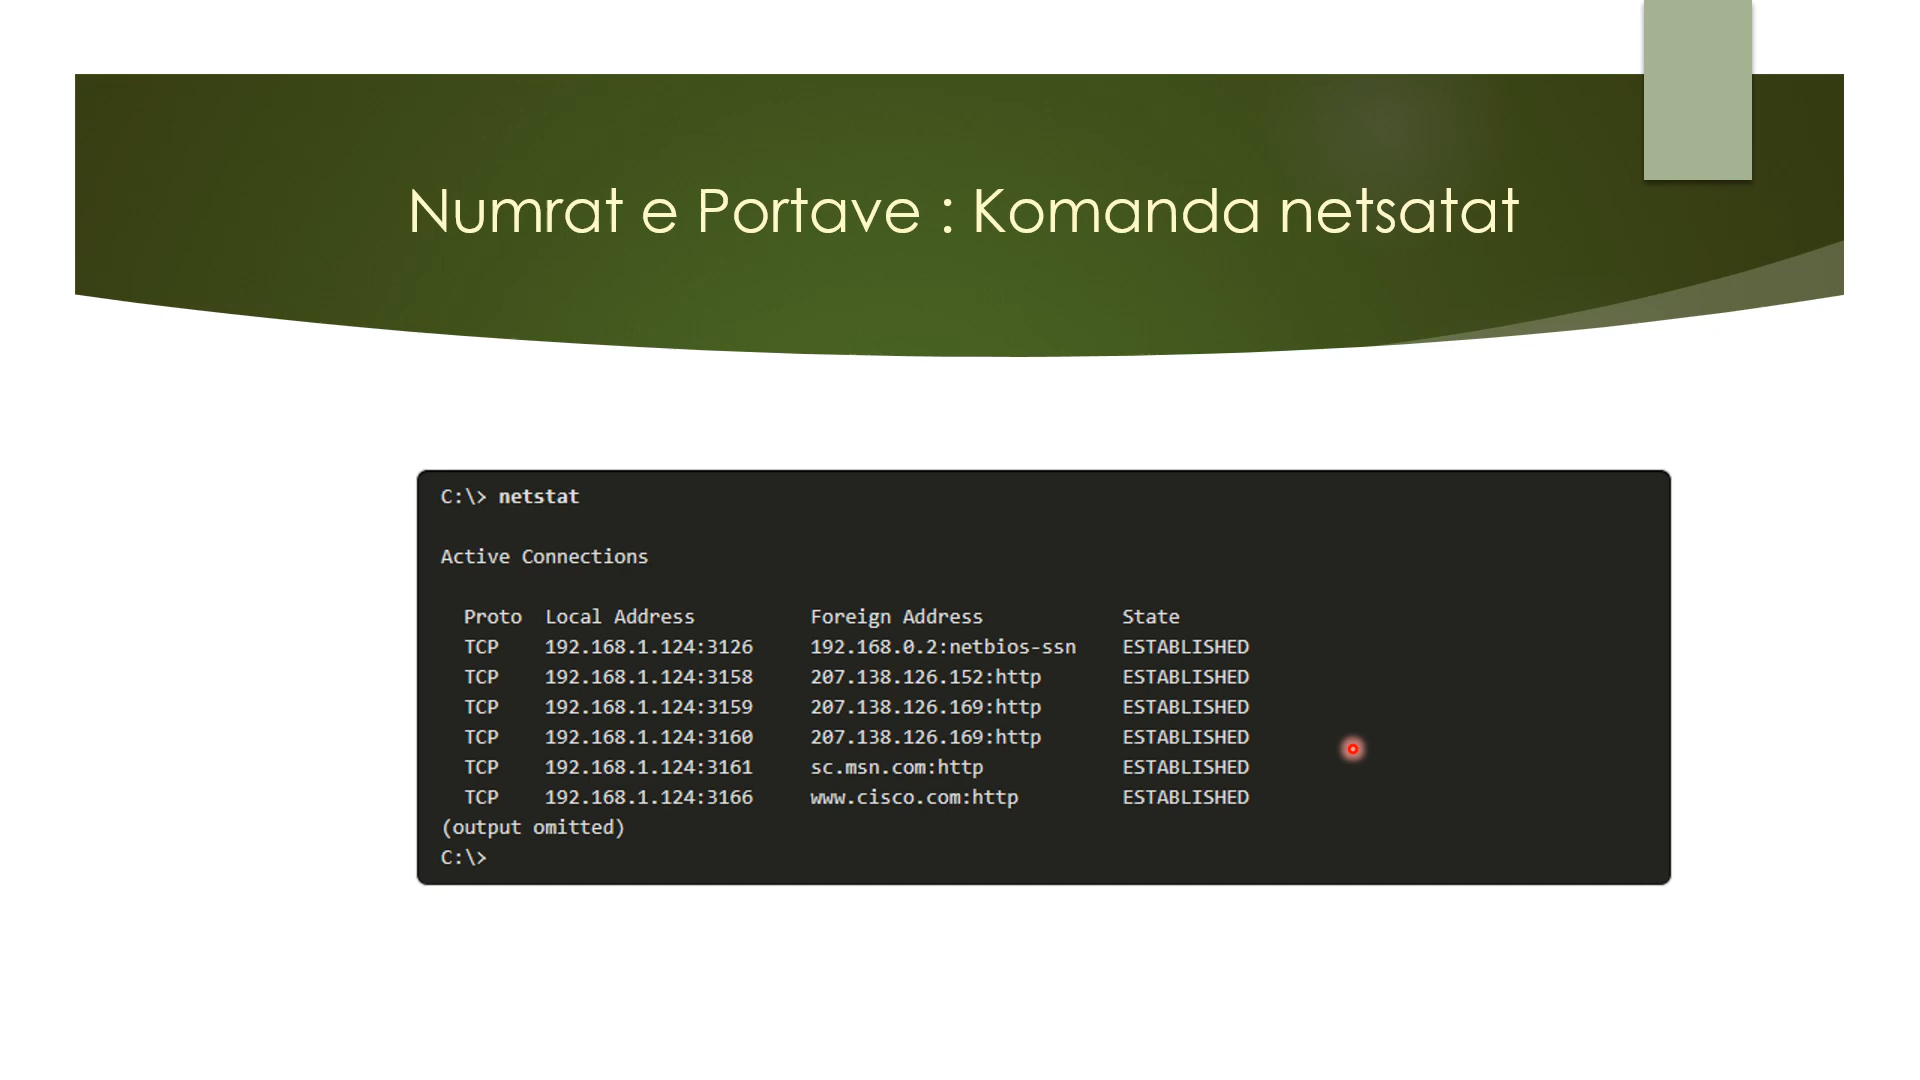 Numrat e Portave : Komanda netsatat
C:\> netstat
Active Connections
Proto Local Address Foreign Address State
TCP 192.168.1.124:3126 192.168.0.2:netbios-ssn ESTABLISHED
TCP 192.168.1.124:3158 207.138.126.152:http ESTABLISHED
TCP 192.168.1.124:3159 207.138.126.169:http ESTABLISHED
TCP 192.168.1.124:3160 207.138.126.169:http ESTABLISHED
TCP 192.168.1.124:3161 sc.msn.com:http ESTABLISHED
TCP 192.168.1.124:3166 www.cisco.com:http ESTABLISHED
(output omitted)
C:\>